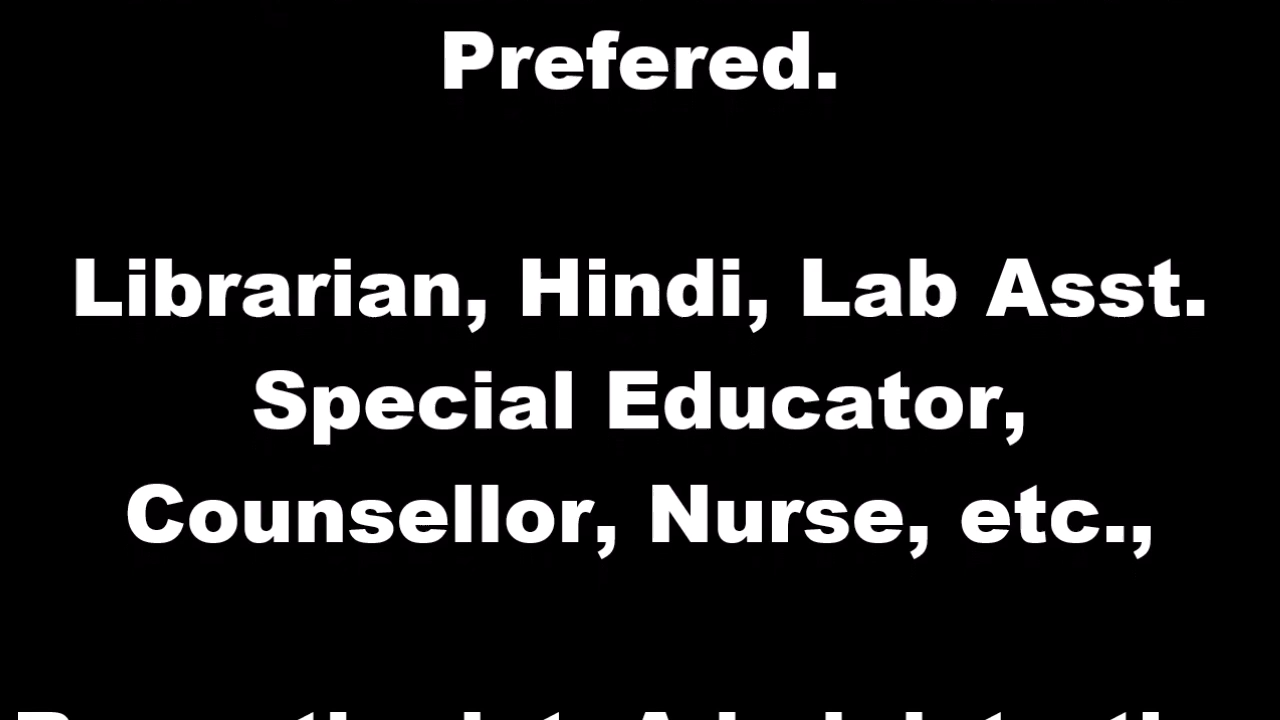 Prefered.
Librarian, Hindi, Lab Asst.
Special Educator,
Counsellor, Nurse, etc.,